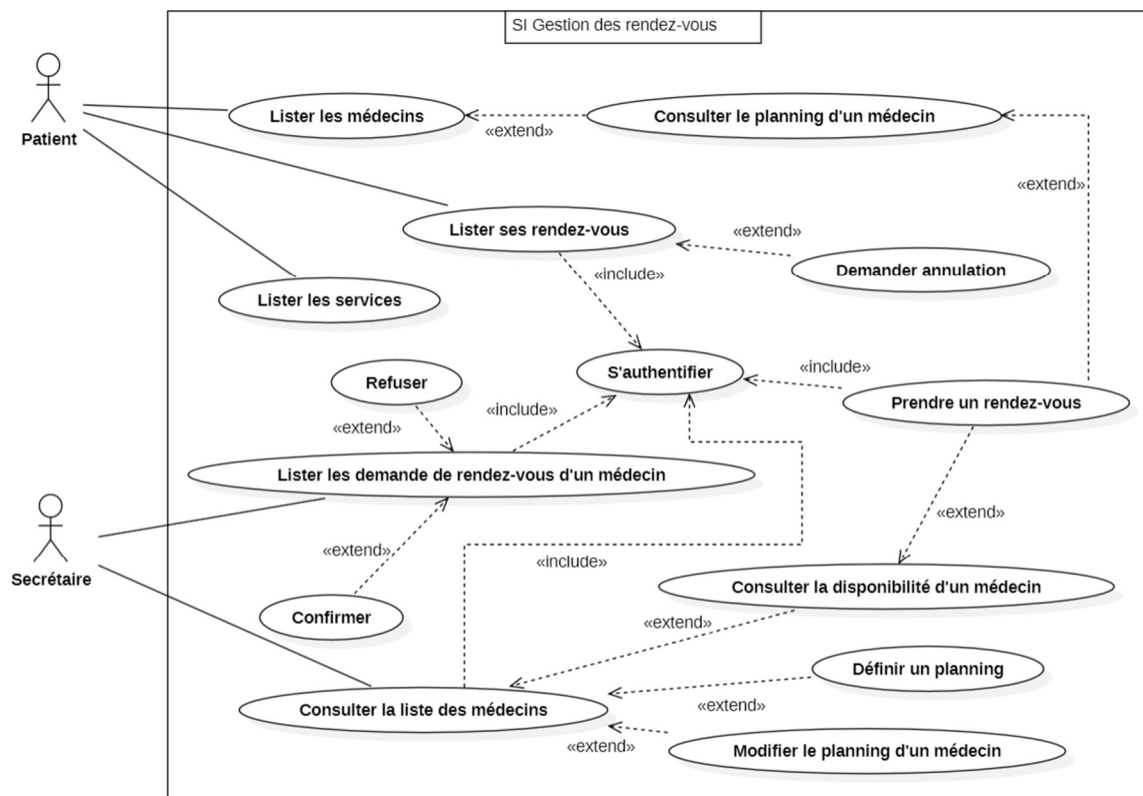 SI Gestion des rendez-vous
Patient
Lister les médecins
«extend»
Consulter le planning d'un médecin
«extend»
Lister ses rendez-vous
«extend»
Demander annulation
«include»
Lister les services
S'authentifier
«include»
Refuser
«include»
Prendre un rendez-vous
«extend»
Lister les demande de rendez-vous d'un médecin
«extend»
Secrétaire
«extend»
«include»
Consulter la disponibilité d'un médecin
Confirmer
«extend»
Définir un planning
«extend»
Consulter la liste des médecins
«extend»
Modifier le planning d'un médecin